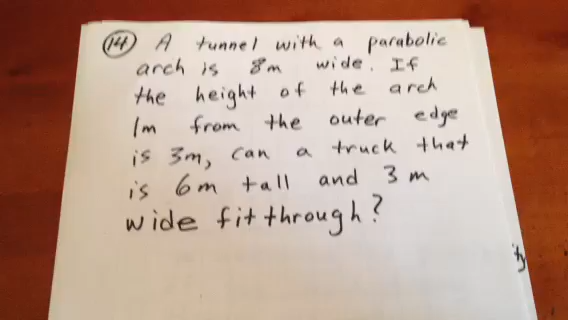 14 A tunnel with a parabolic
arch is 8m wide. If
the height of the arch
1m from the outer edge
is 3m, can a truck that
is 6m tall and 3m
wide fit through?